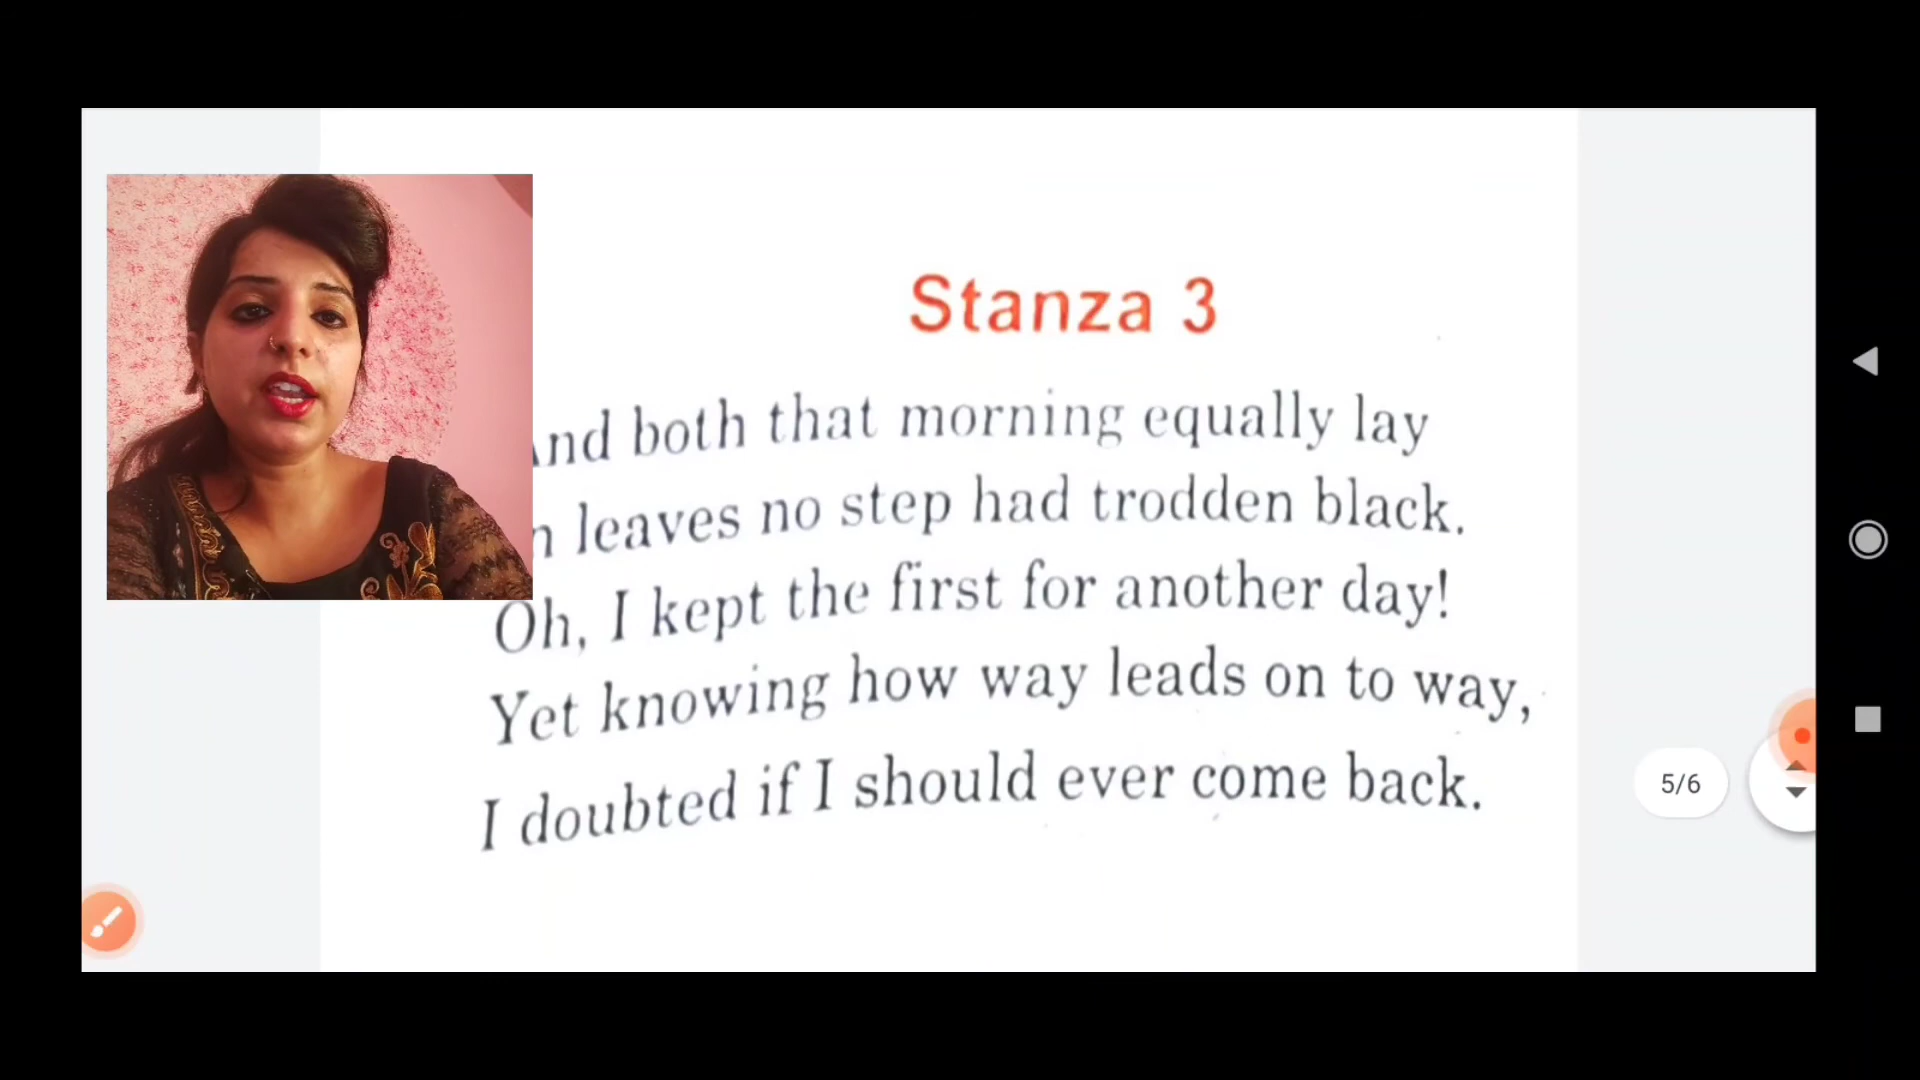 Stanza 3
nd both that morning equally lay
n leaves no step had trodden black.
Oh, I kept the first for another day!
Yet knowing how way leads on to way,
I doubted if I should ever come back.
5/6